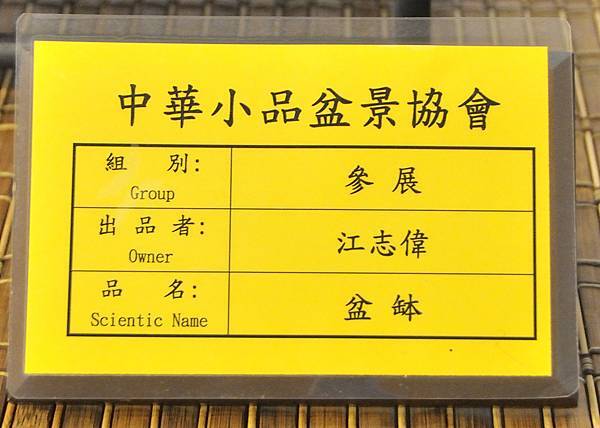 中華小品盆景協會
組 別:
Group
參 展
出 品 者:
Owner
江志偉
品 名:
Scientic Name
盆 缽